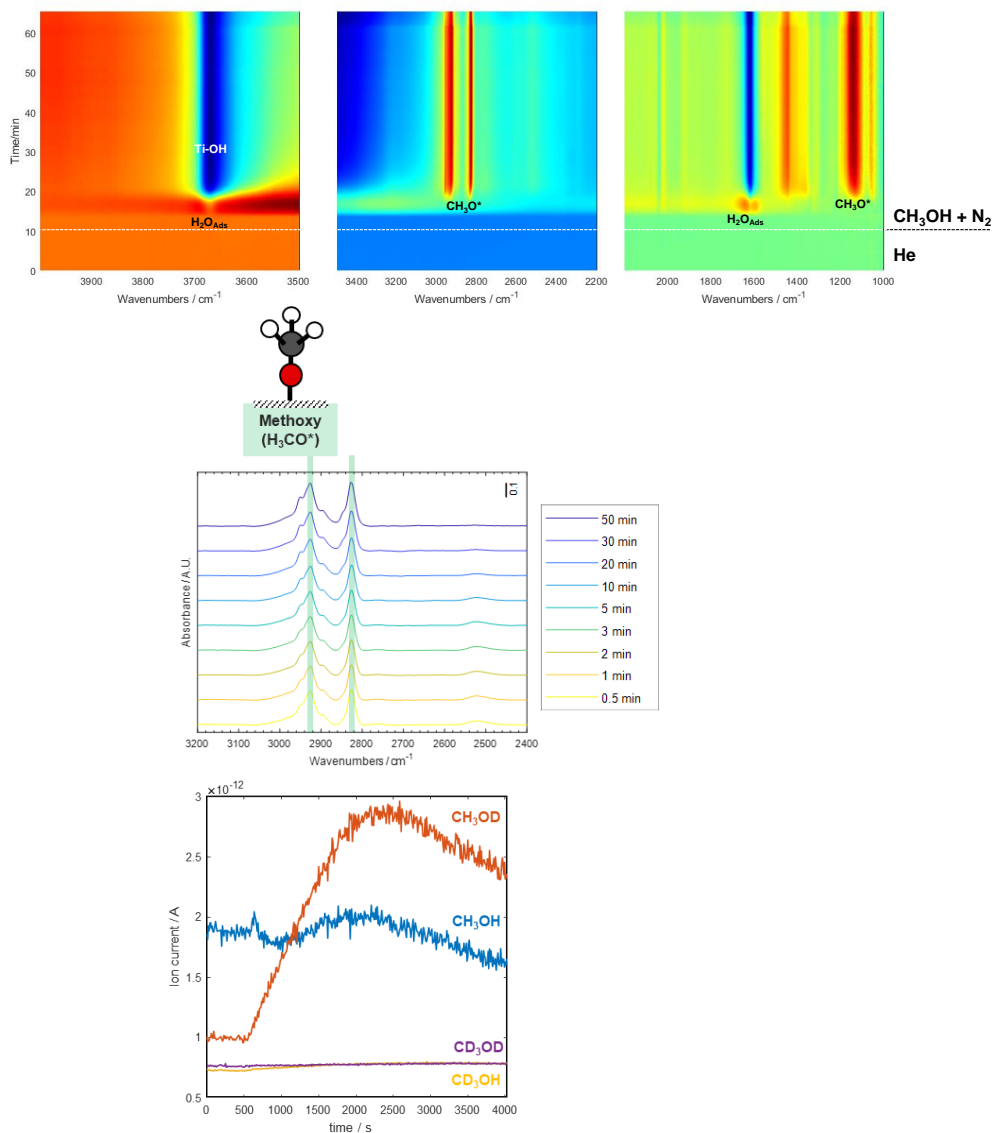 Time/min
60
50
40
30
20
10
0
Ti-OH
H₂O_Ads
3900 3800 3700 3600 3500
Wavenumbers / cm⁻¹
CH₃O*
3400 3200 3000 2800 2600 2400 2200
Wavenumbers / cm⁻¹
H₂O_Ads
CH₃O*
2000 1800 1600 1400 1200 1000
Wavenumbers / cm⁻¹
CH₃OH + N₂
He
Methoxy
(H₃CO*)
0.1
Absorbance / A.U.
3200 3100 3000 2900 2800 2700 2600 2500 2400
Wavenumbers / cm⁻¹
50 min
30 min
20 min
10 min
5 min
3 min
2 min
1 min
0.5 min
×10⁻¹²
Ion current / A
3
2.5
2
1.5
1
0.5
CH₃OD
CH₃OH
CD₃OD
CD₃OH
0 500 1000 1500 2000 2500 3000 3500 4000
time / s